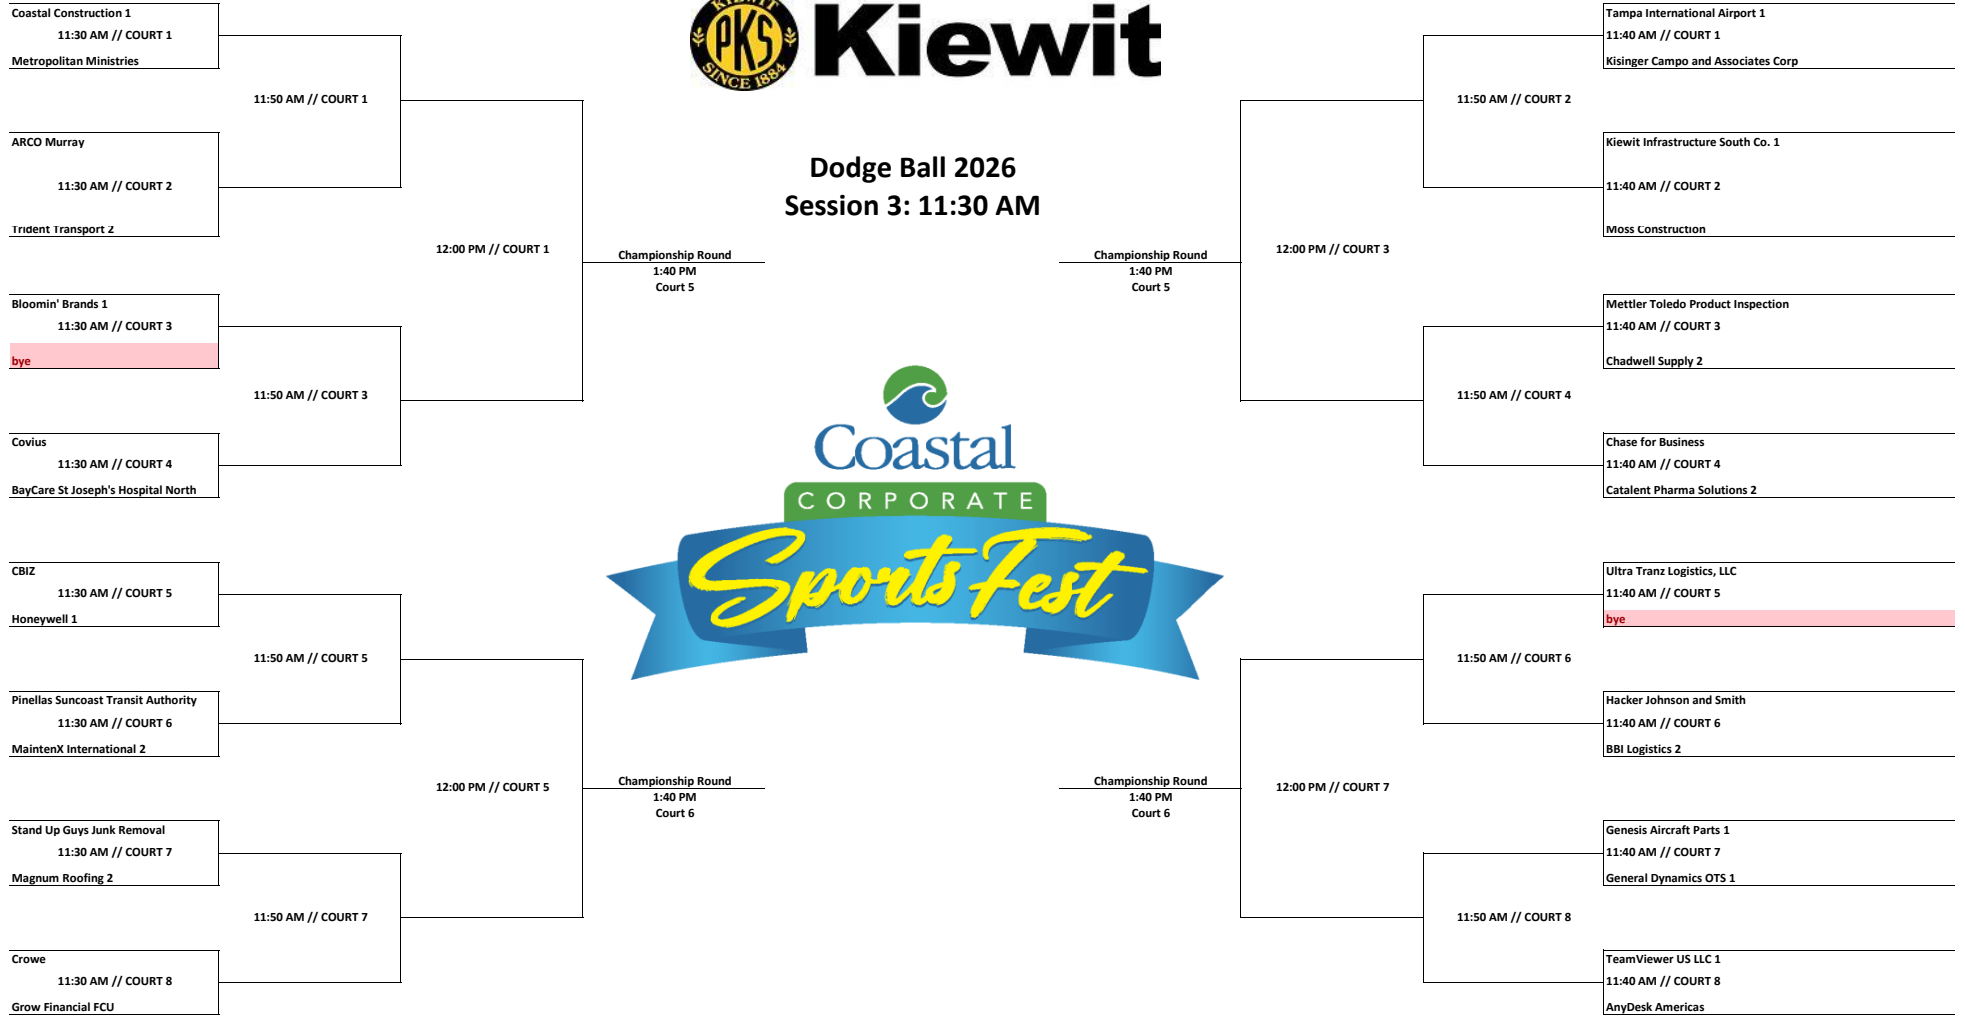 KIEWIT
PKS
SINCE 1884
Kiewit
Dodge Ball 2026
Session 3: 11:30 AM
Coastal Construction 1
11:30 AM // COURT 1
Metropolitan Ministries
11:50 AM // COURT 1
ARCO Murray
11:30 AM // COURT 2
Trident Transport 2
12:00 PM // COURT 1
Championship Round
1:40 PM
Court 5
Bloomin' Brands 1
11:30 AM // COURT 3
bye
11:50 AM // COURT 3
Covius
11:30 AM // COURT 4
BayCare St Joseph's Hospital North
CBIZ
11:30 AM // COURT 5
Honeywell 1
11:50 AM // COURT 5
Pinellas Suncoast Transit Authority
11:30 AM // COURT 6
MaintenX International 2
12:00 PM // COURT 5
Championship Round
1:40 PM
Court 6
Stand Up Guys Junk Removal
11:30 AM // COURT 7
Magnum Roofing 2
11:50 AM // COURT 7
Crowe
11:30 AM // COURT 8
Grow Financial FCU
Coastal
CORPORATE
Sports Fest
Tampa International Airport 1
11:40 AM // COURT 1
Kisinger Campo and Associates Corp
11:50 AM // COURT 2
Kiewit Infrastructure South Co. 1
11:40 AM // COURT 2
Moss Construction
12:00 PM // COURT 3
Championship Round
1:40 PM
Court 5
Mettler Toledo Product Inspection
11:40 AM // COURT 3
Chadwell Supply 2
11:50 AM // COURT 4
Chase for Business
11:40 AM // COURT 4
Catalent Pharma Solutions 2
Ultra Tranz Logistics, LLC
11:40 AM // COURT 5
bye
11:50 AM // COURT 6
Hacker Johnson and Smith
11:40 AM // COURT 6
BBI Logistics 2
12:00 PM // COURT 7
Championship Round
1:40 PM
Court 6
Genesis Aircraft Parts 1
11:40 AM // COURT 7
General Dynamics OTS 1
11:50 AM // COURT 8
TeamViewer US LLC 1
11:40 AM // COURT 8
AnyDesk Americas